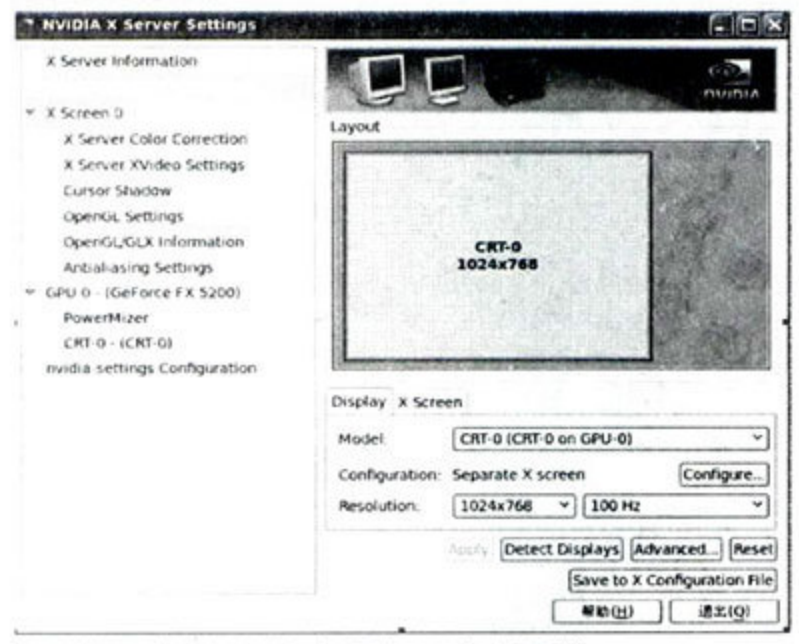 NVIDIA X Server Settings
X Server Information
X Screen 0
X Server Color Correction
X Server XVideo Settings
Cursor Shadow
OpenGL Settings
OpenGL/GLX Information
Antialiasing Settings
GPU 0 - (GeForce FX 5200)
PowerMizer
CRT-0 - (CRT-0)
nvidia-settings Configuration
NVIDIA
Layout
CRT-0
1024x768
Display X Screen
Model: CRT-0 (CRT-0 on GPU-0)
Configuration: Separate X screen Configure...
Resolution: 1024x768 100 Hz
Apply Detect Displays Advanced... Reset
Save to X Configuration File
帮助(H) 退出(Q)